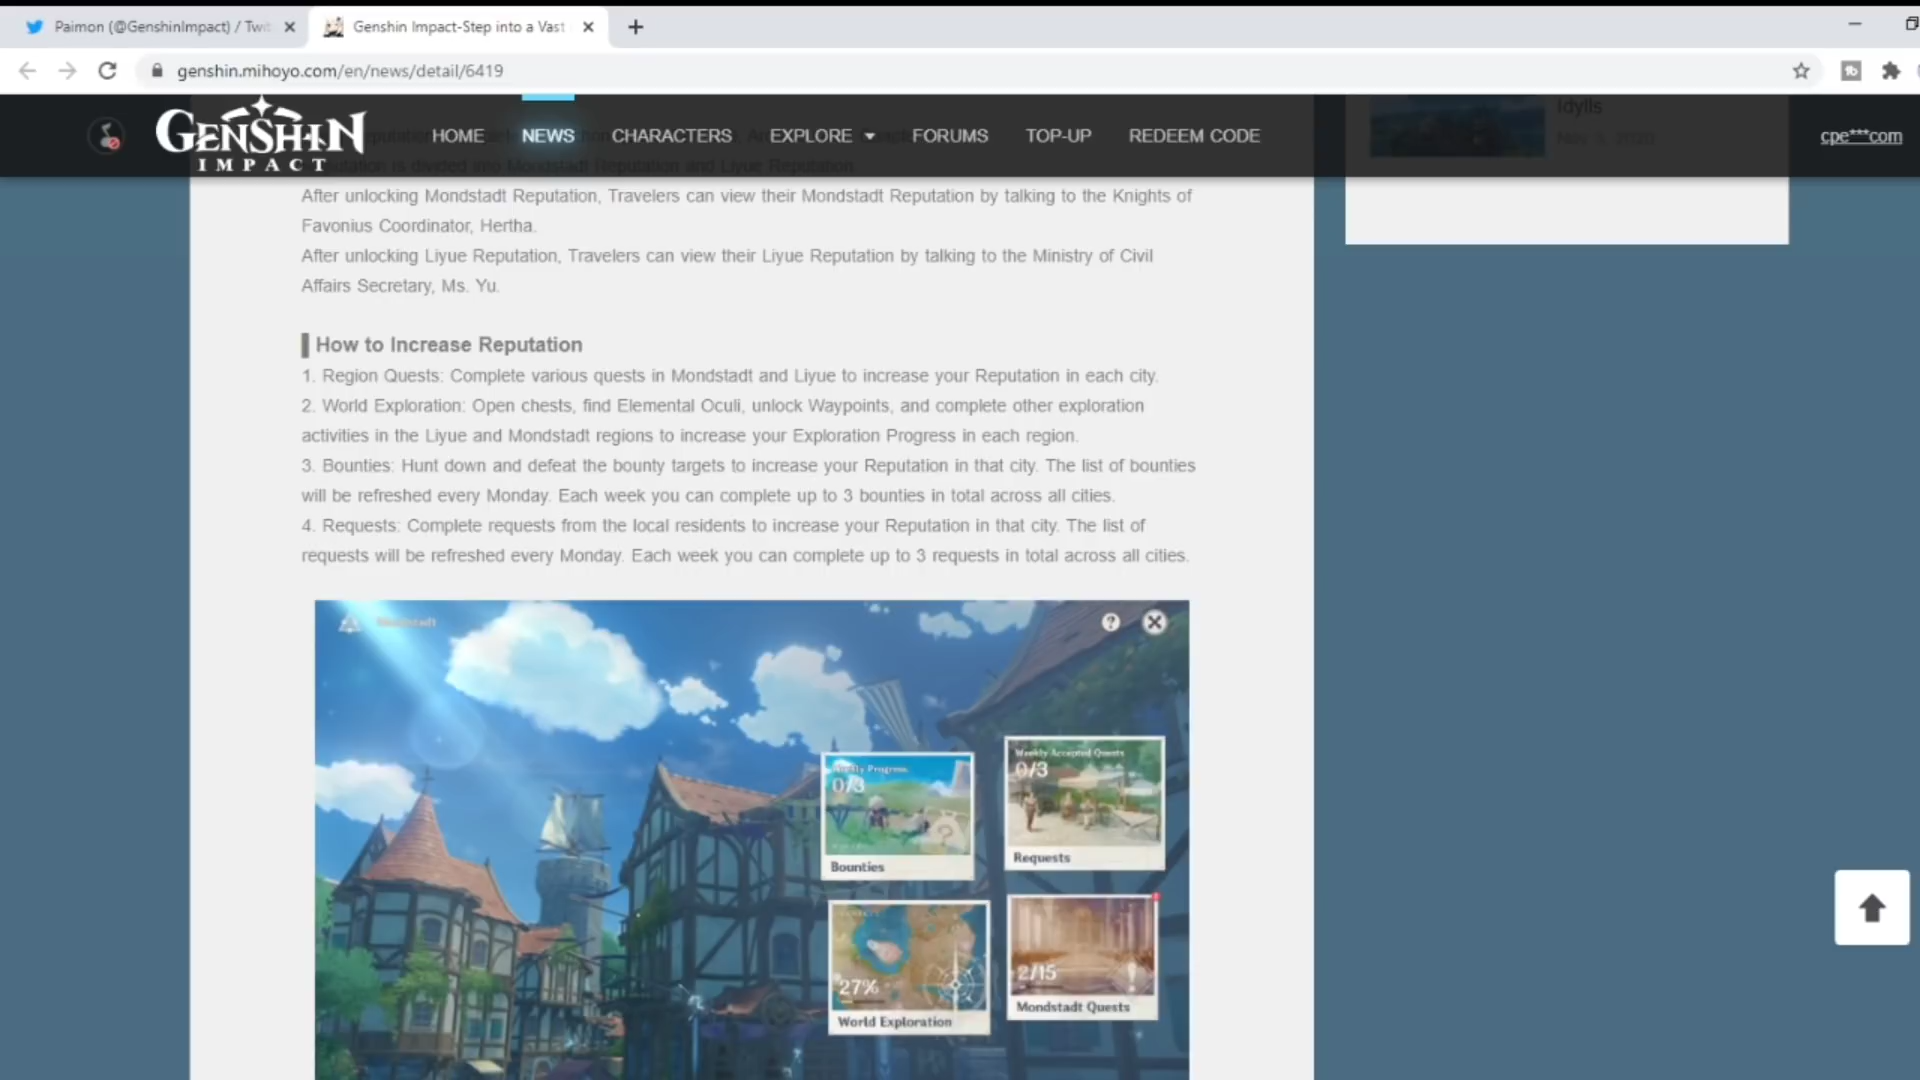 Paimon (@GenshinImpact) / Twit
Genshin Impact-Step into a Vast
genshin.mihoyo.com/en/news/detail/6419
GENSHIN
IMPACT
HOME
NEWS
CHARACTERS
EXPLORE
FORUMS
TOP-UP
REDEEM CODE
Idylls
cpe***com
Reputation is divided into Mondstadt Reputation and Liyue Reputation.
After unlocking Mondstadt Reputation, Travelers can view their Mondstadt Reputation by talking to the Knights of
Favonius Coordinator, Hertha.
After unlocking Liyue Reputation, Travelers can view their Liyue Reputation by talking to the Ministry of Civil
Affairs Secretary, Ms. Yu.
How to Increase Reputation
1. Region Quests: Complete various quests in Mondstadt and Liyue to increase your Reputation in each city.
2. World Exploration: Open chests, find Elemental Oculi, unlock Waypoints, and complete other exploration
activities in the Liyue and Mondstadt regions to increase your Exploration Progress in each region.
3. Bounties: Hunt down and defeat the bounty targets to increase your Reputation in that city. The list of bounties
will be refreshed every Monday. Each week you can complete up to 3 bounties in total across all cities.
4. Requests: Complete requests from the local residents to increase your Reputation in that city. The list of
requests will be refreshed every Monday. Each week you can complete up to 3 requests in total across all cities.
Mondstadt
Weekly Progress
0/3
Bounties
Weekly Accepted Quests
0/3
Requests
27%
World Exploration
2/15
Mondstadt Quests